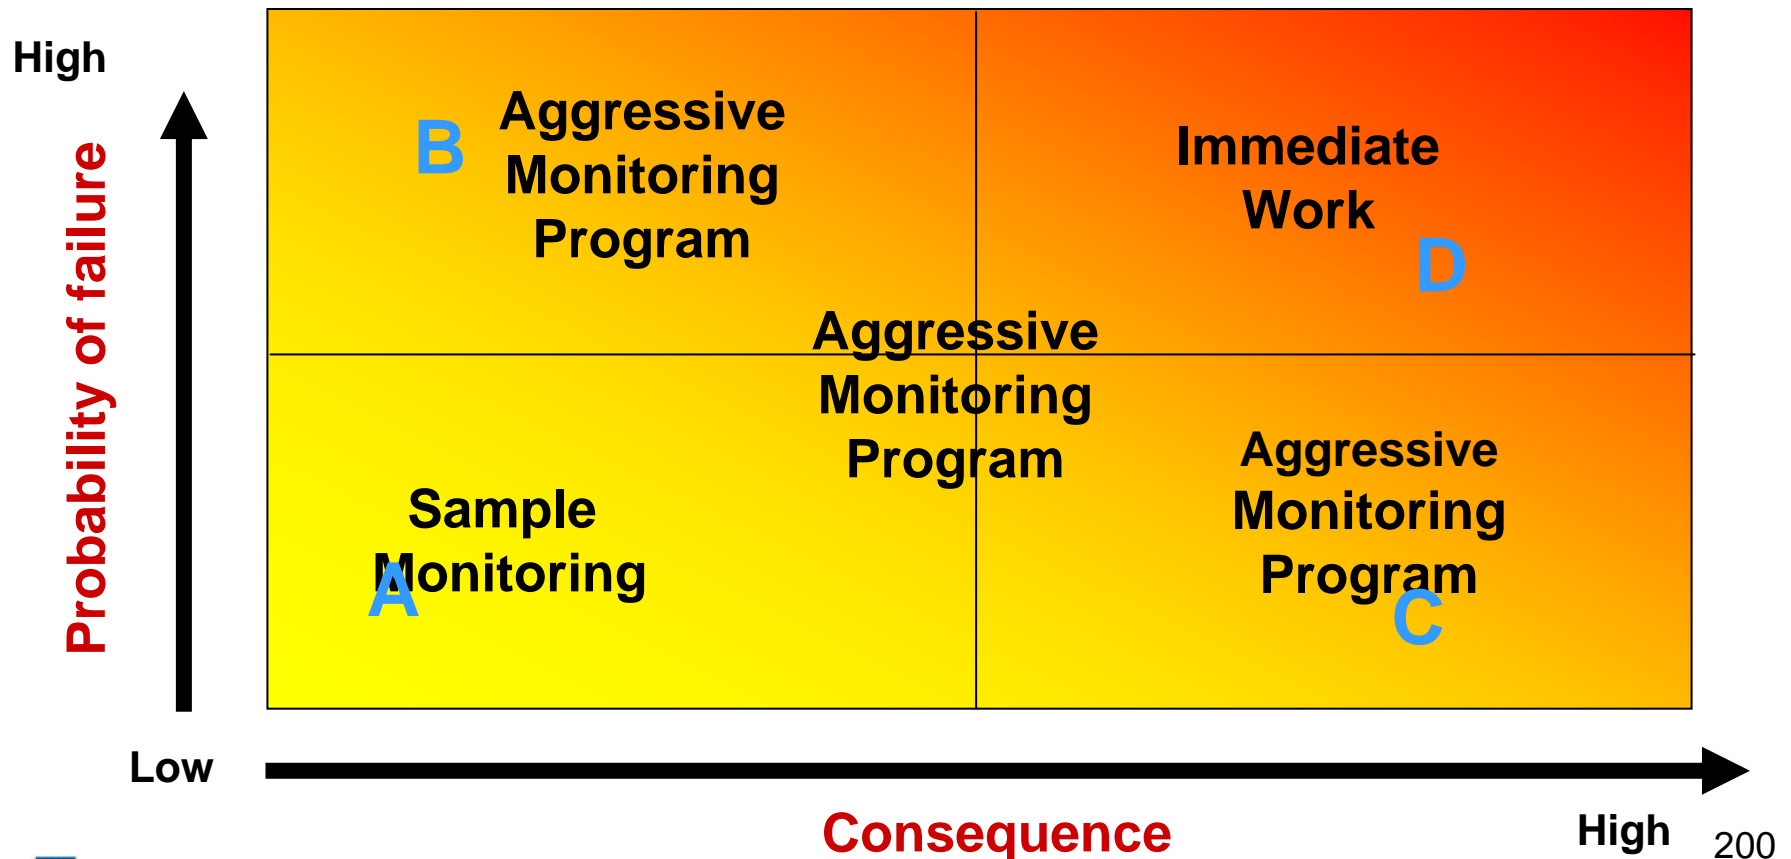 High
Probability of failure
B
Aggressive
Monitoring
Program
Immediate
Work
D
Aggressive
Monitoring
Program
Sample
Monitoring
A
Aggressive
Monitoring
Program
C
Low
Consequence
High
200